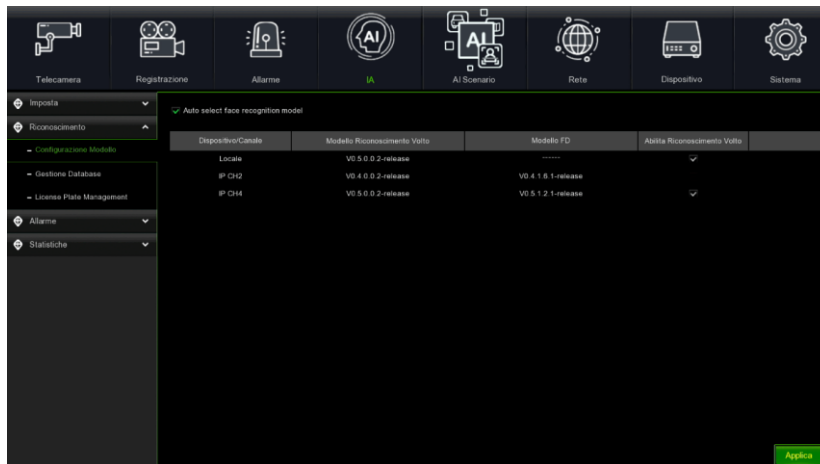 Telecamera Registrazione Allarme IA AI Scenario Rete Dispositivo Sistema
Imposta
Riconoscimento
Configurazione Modello
Gestione Database
License Plate Management
Allarme
Statistiche
Auto select face recognition model
Dispositivo/Canale Modello Riconoscimento Volto Modello FD Abilita Riconoscimento Volto
Locale V0.5.0.0.2-release ------
IP CH2 V0.4.0.0.2-release V0.4.1.6.1-release
IP CH4 V0.5.0.0.2-release V0.5.1.2.1-release
Applica